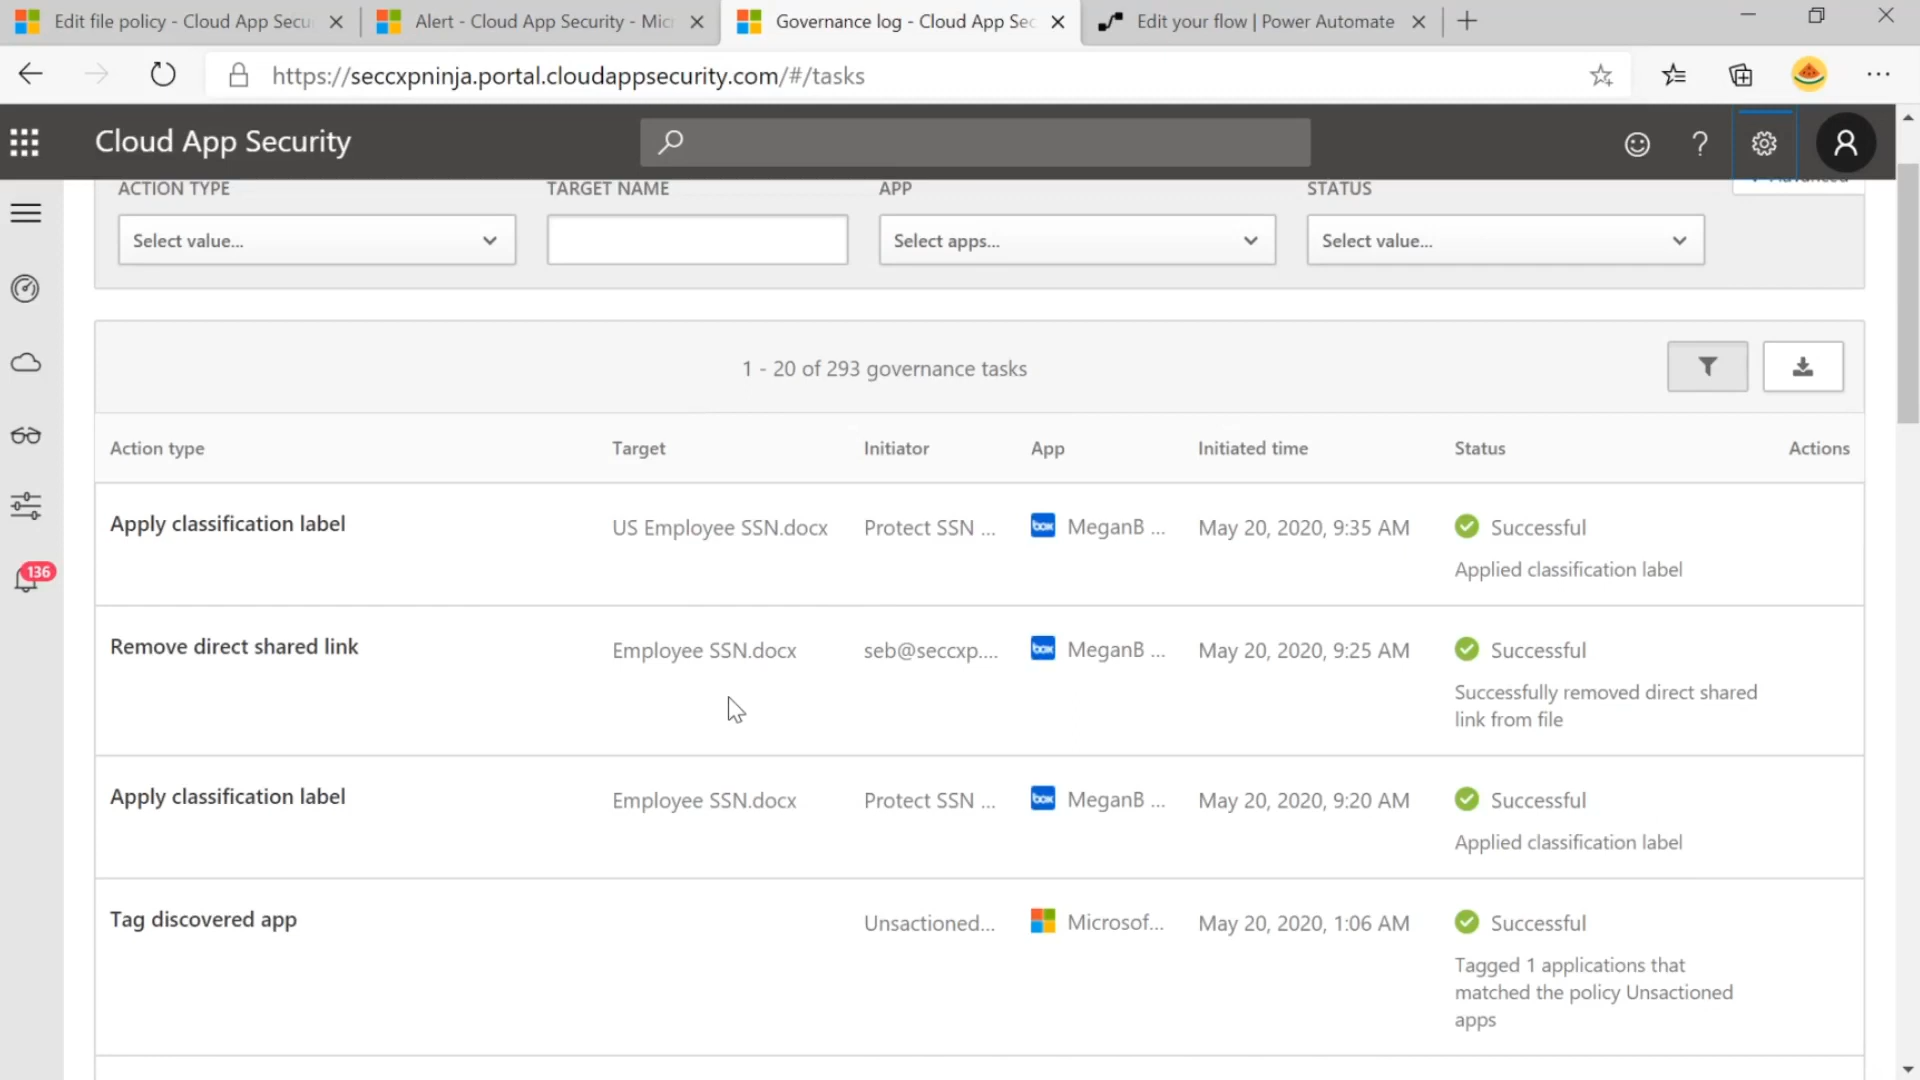 Edit file policy - Cloud App Secu
Alert - Cloud App Security - Mic
Governance log - Cloud App Sec
Edit your flow | Power Automate
https://seccxpninja.portal.cloudappsecurity.com/#/tasks
Cloud App Security
ACTION TYPE
TARGET NAME
APP
STATUS
Advanced
Select value...
Select apps...
Select value...
1 - 20 of 293 governance tasks
Action type
Target
Initiator
App
Initiated time
Status
Actions
Apply classification label
US Employee SSN.docx
Protect SSN ...
box
MeganB ...
May 20, 2020, 9:35 AM
Successful
Applied classification label
136
Remove direct shared link
Employee SSN.docx
seb@seccxp....
box
MeganB ...
May 20, 2020, 9:25 AM
Successful
Successfully removed direct shared
link from file
Apply classification label
Employee SSN.docx
Protect SSN ...
box
MeganB ...
May 20, 2020, 9:20 AM
Successful
Applied classification label
Tag discovered app
Unsactioned...
Microsof...
May 20, 2020, 1:06 AM
Successful
Tagged 1 applications that
matched the policy Unsactioned
apps